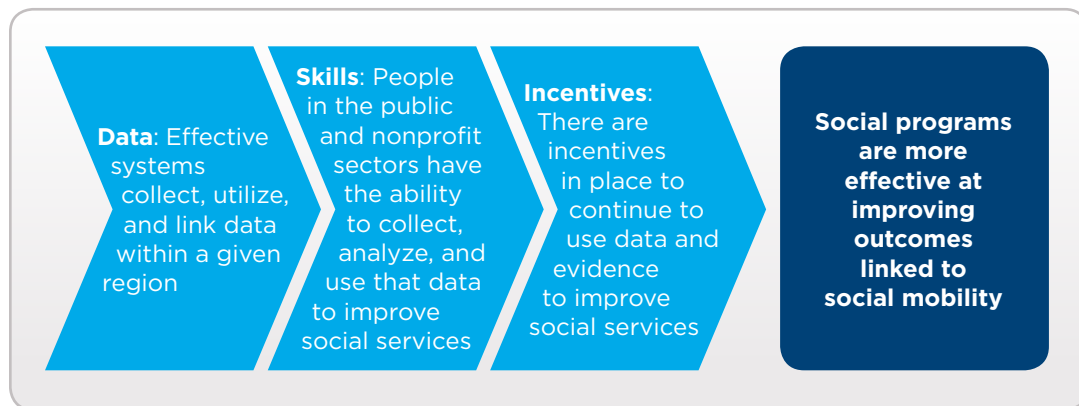 Data: Effective
systems
collect, utilize,
and link data
within a given
region
Skills: People
in the public
and nonprofit
sectors have
the ability
to collect,
analyze, and
use that data
to improve
social services
Incentives:
There are
incentives
in place to
continue to
use data and
evidence
to improve
social services
Social programs
are more
effective at
improving
outcomes
linked to
social mobility